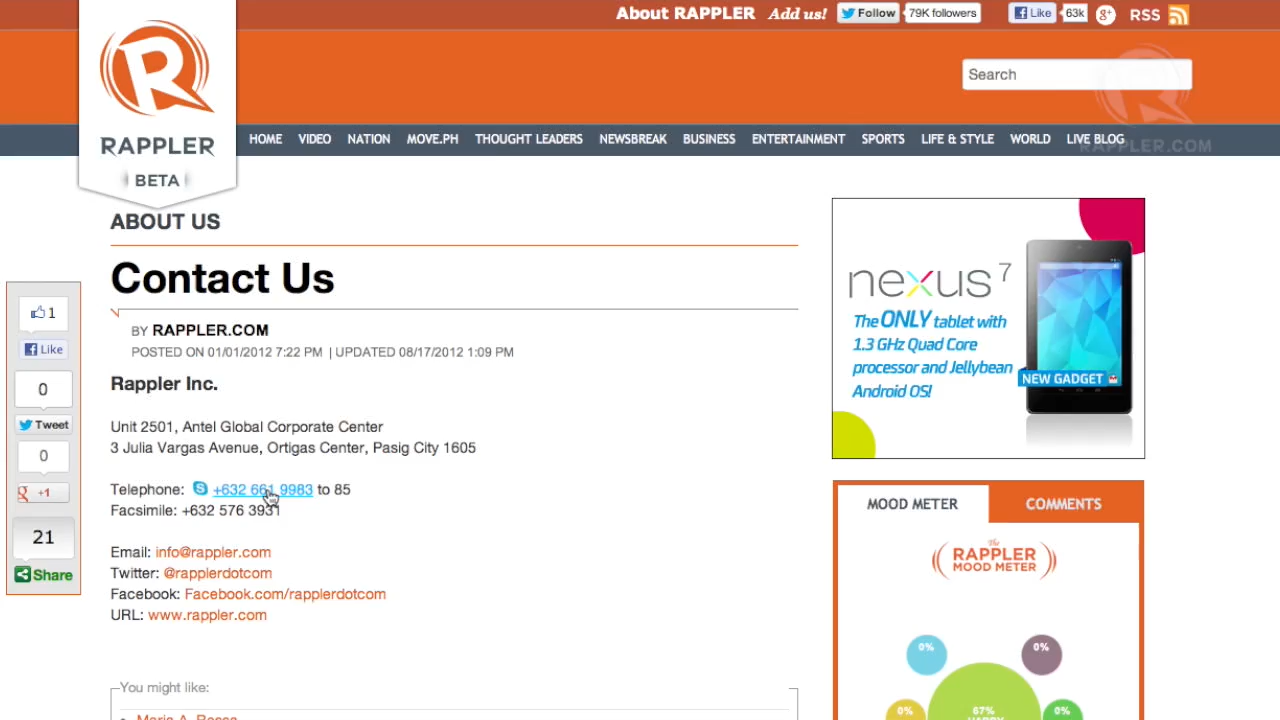 About RAPPLER Add us! Follow 79K followers Like 63k g+ RSS
Search
R
RAPPLER
BETA
HOME VIDEO NATION MOVE.PH THOUGHT LEADERS NEWSBREAK BUSINESS ENTERTAINMENT SPORTS LIFE & STYLE WORLD LIVE BLOG
RAPPLER.COM
ABOUT US
Contact Us
BY RAPPLER.COM
POSTED ON 01/01/2012 7:22 PM | UPDATED 08/17/2012 1:09 PM
Rappler Inc.
Unit 2501, Antel Global Corporate Center
3 Julia Vargas Avenue, Ortigas Center, Pasig City 1605
Telephone: +632 661 9983 to 85
Facsimile: +632 576 3931
Email: info@rappler.com
Twitter: @rapplerdotcom
Facebook: Facebook.com/rapplerdotcom
URL: www.rappler.com
You might like:
1
Like
0
Tweet
0
g +1
21
Share
nexus 7
The ONLY tablet with
1.3 GHz Quad Core
processor and Jellybean
Android OS!
NEW GADGET
MOOD METER COMMENTS
The
RAPPLER
MOOD METER
0% 0%
0% 67% 0%